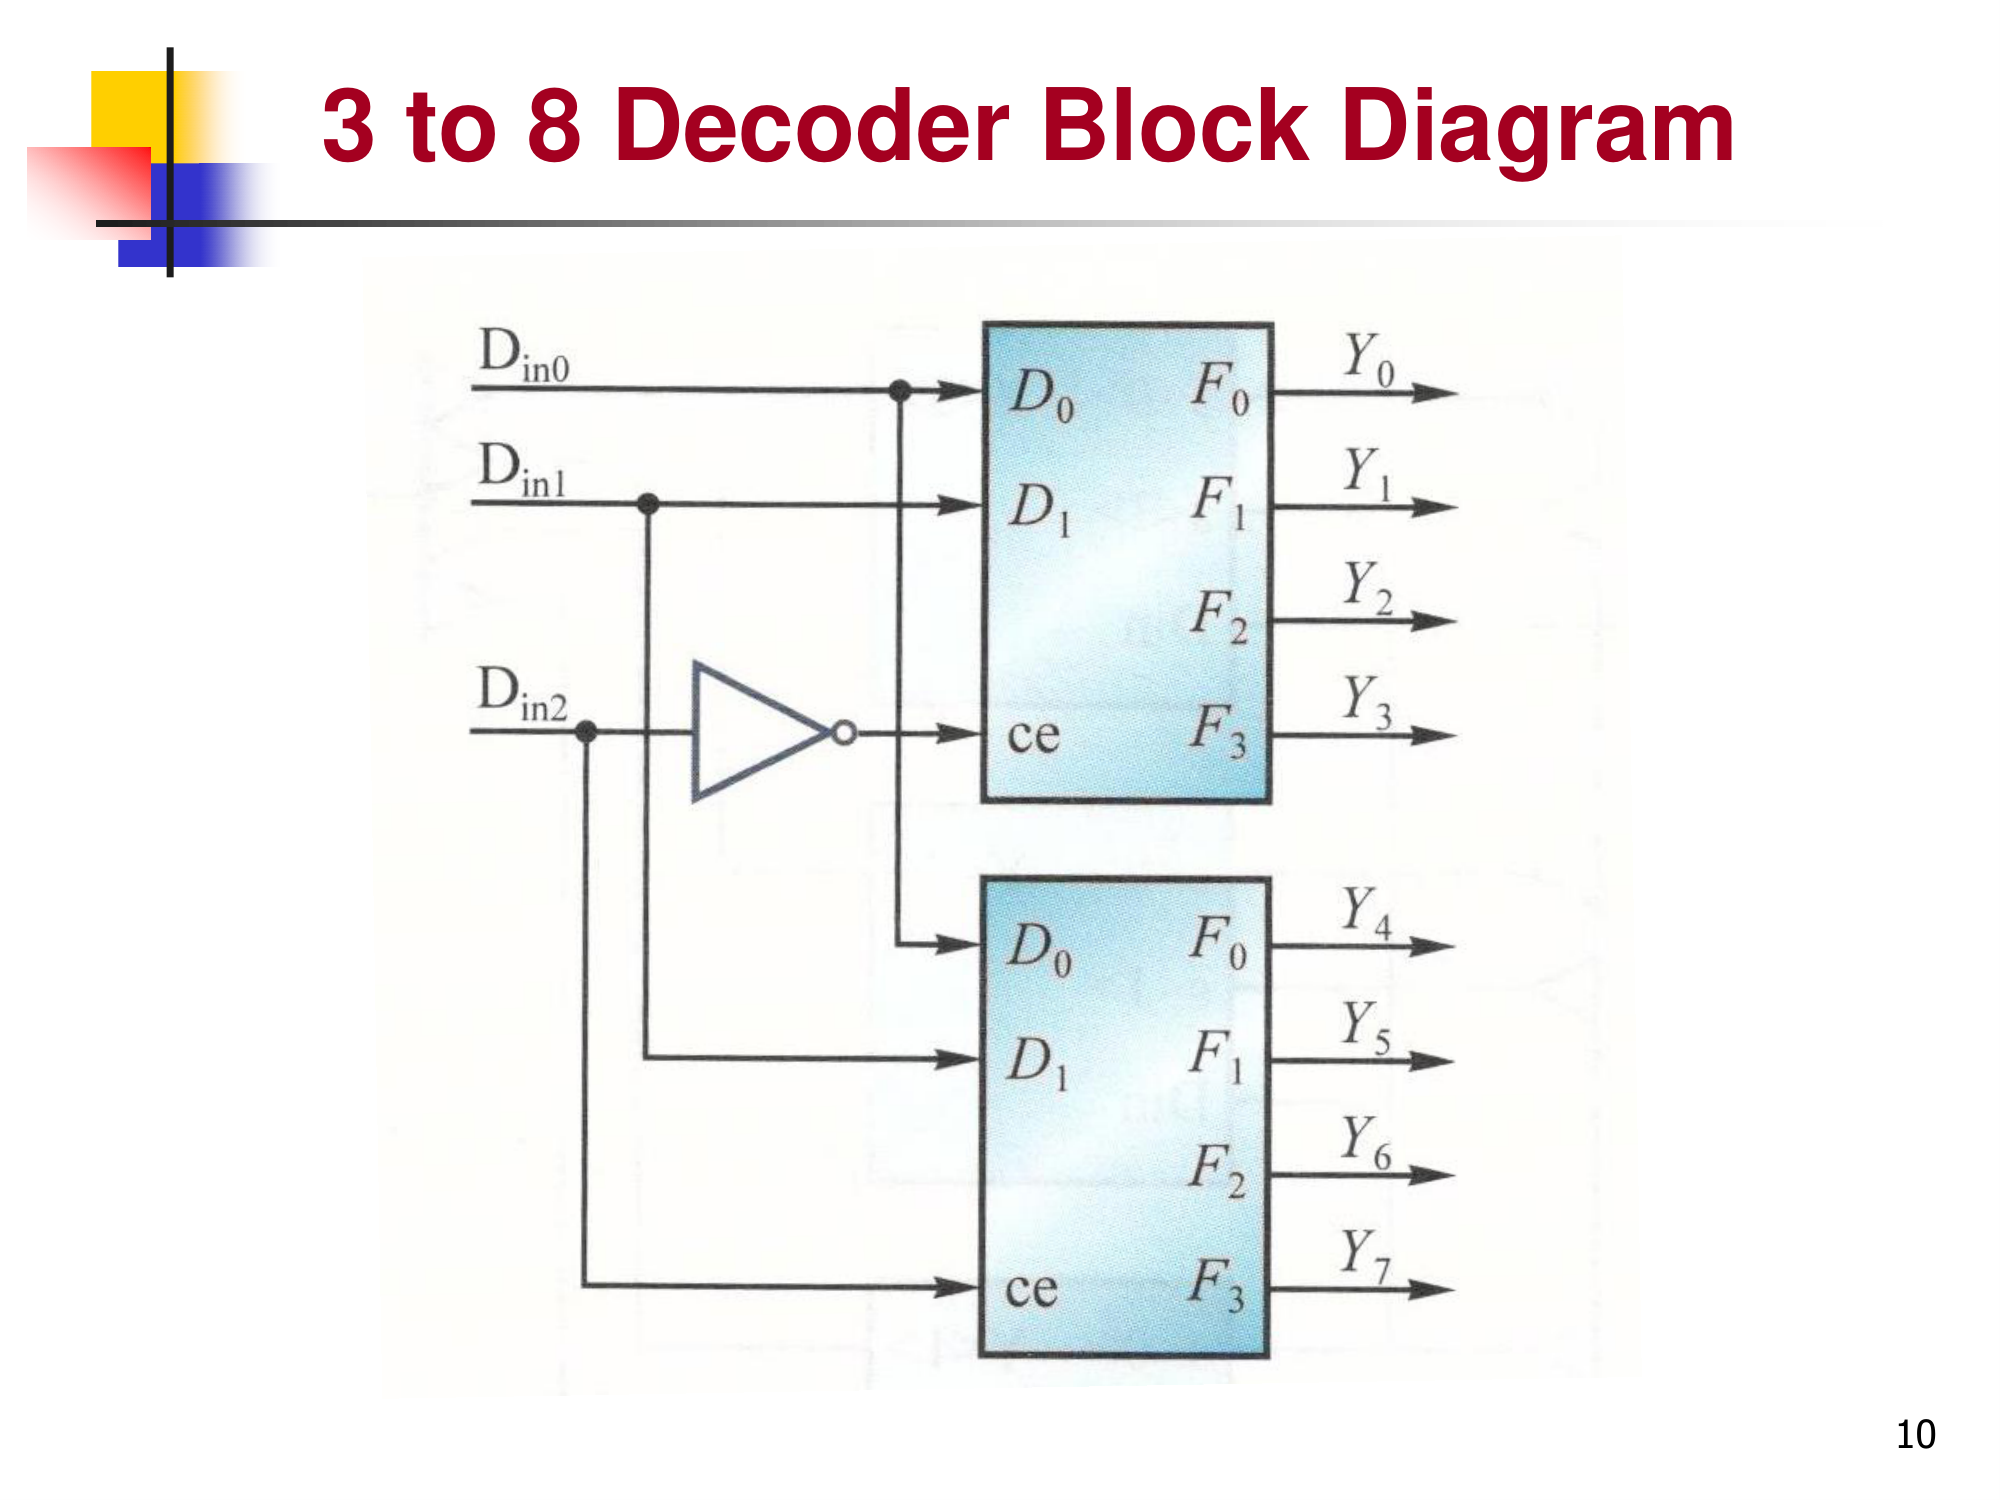 3 to 8 Decoder Block Diagram
Din0
Din1
Din2
D0
D1
ce
F0
F1
F2
F3
Y0
Y1
Y2
Y3
D0
D1
ce
F0
F1
F2
F3
Y4
Y5
Y6
Y7
10